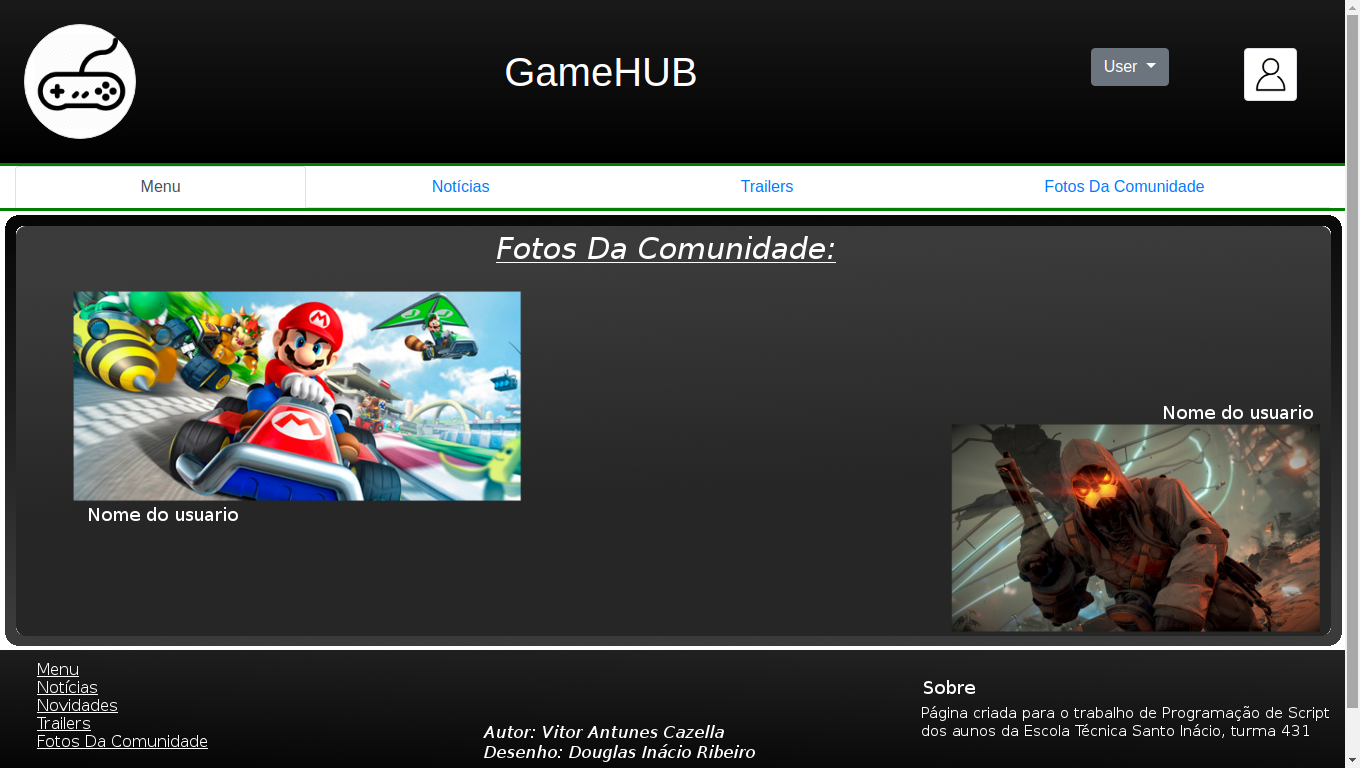 GameHUB
User
Menu
Notícias
Trailers
Fotos Da Comunidade
Fotos Da Comunidade:
Nome do usuario
Nome do usuario
Menu
Notícias
Novidades
Trailers
Fotos Da Comunidade
Autor: Vitor Antunes Cazella
Desenho: Douglas Inácio Ribeiro
Sobre
Página criada para o trabalho de Programação de Script
dos aunos da Escola Técnica Santo Inácio, turma 431